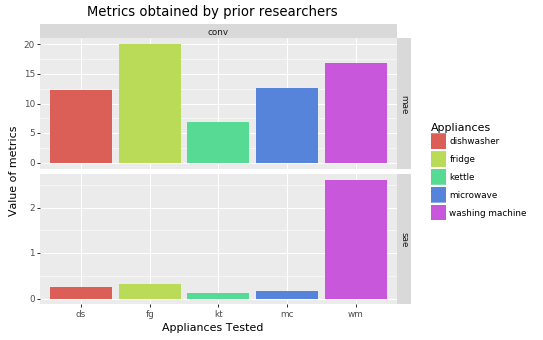 Metrics obtained by prior researchers
conv
20
15
10
5
0
mae
2
1
0
sae
ds fg kt mc wm
Appliances Tested
Value of metrics
Appliances
dishwasher
fridge
kettle
microwave
washing machine